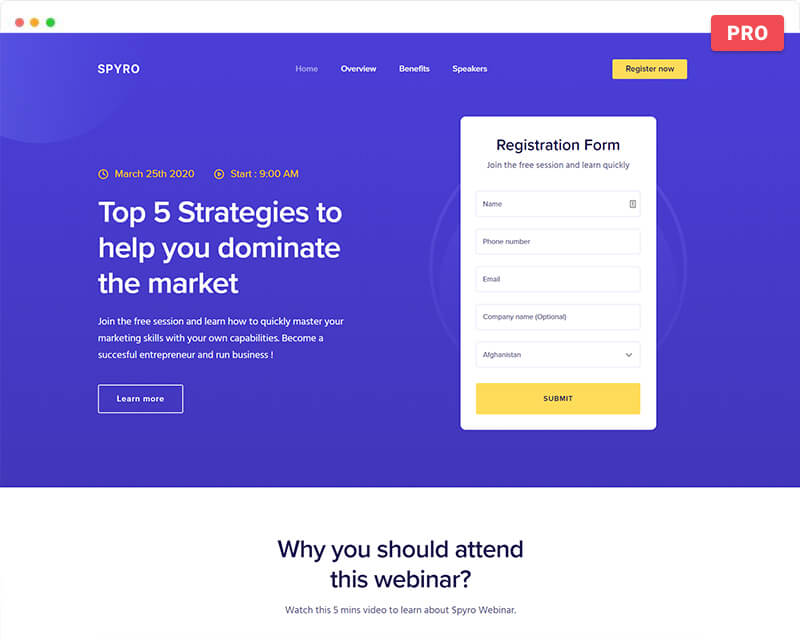 PRO
SPYRO
Home Overview Benefits Speakers
Register now
March 25th 2020 Start : 9:00 AM
Top 5 Strategies to
help you dominate
the market
Join the free session and learn how to quickly master your
marketing skills with your own capabilities. Become a
succesful entrepreneur and run business !
Learn more
Registration Form
Join the free session and learn quickly
Name
Phone number
Email
Company name (Optional)
Afghanistan
SUBMIT
Why you should attend
this webinar?
Watch this 5 mins video to learn about Spyro Webinar.